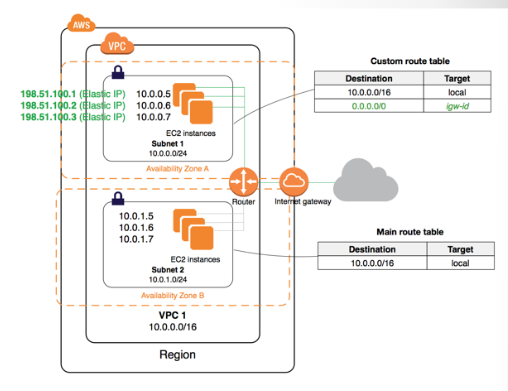 AWS
VPC
198.51.100.1 (Elastic IP) 10.0.0.5
198.51.100.2 (Elastic IP) 10.0.0.6
198.51.100.3 (Elastic IP) 10.0.0.7
EC2 instances
Subnet 1
10.0.0.0/24
Availability Zone A
Custom route table
Destination Target
10.0.0.0/16 local
0.0.0.0/0 igw-id
Router
Internet gateway
10.0.1.5
10.0.1.6
10.0.1.7
EC2 instances
Subnet 2
10.0.1.0/24
Availability Zone B
Main route table
Destination Target
10.0.0.0/16 local
VPC 1
10.0.0.0/16
Region